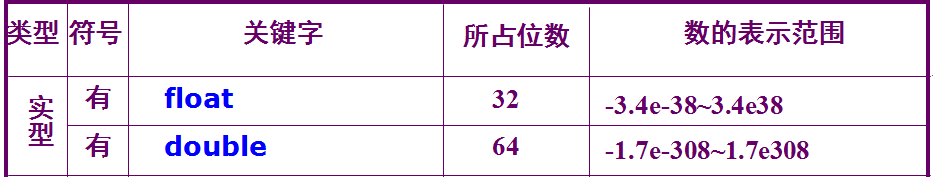 类型 符号 关键字 所占位数 数的表示范围
实型 有 float 32 -3.4e-38~3.4e38
有 double 64 -1.7e-308~1.7e308